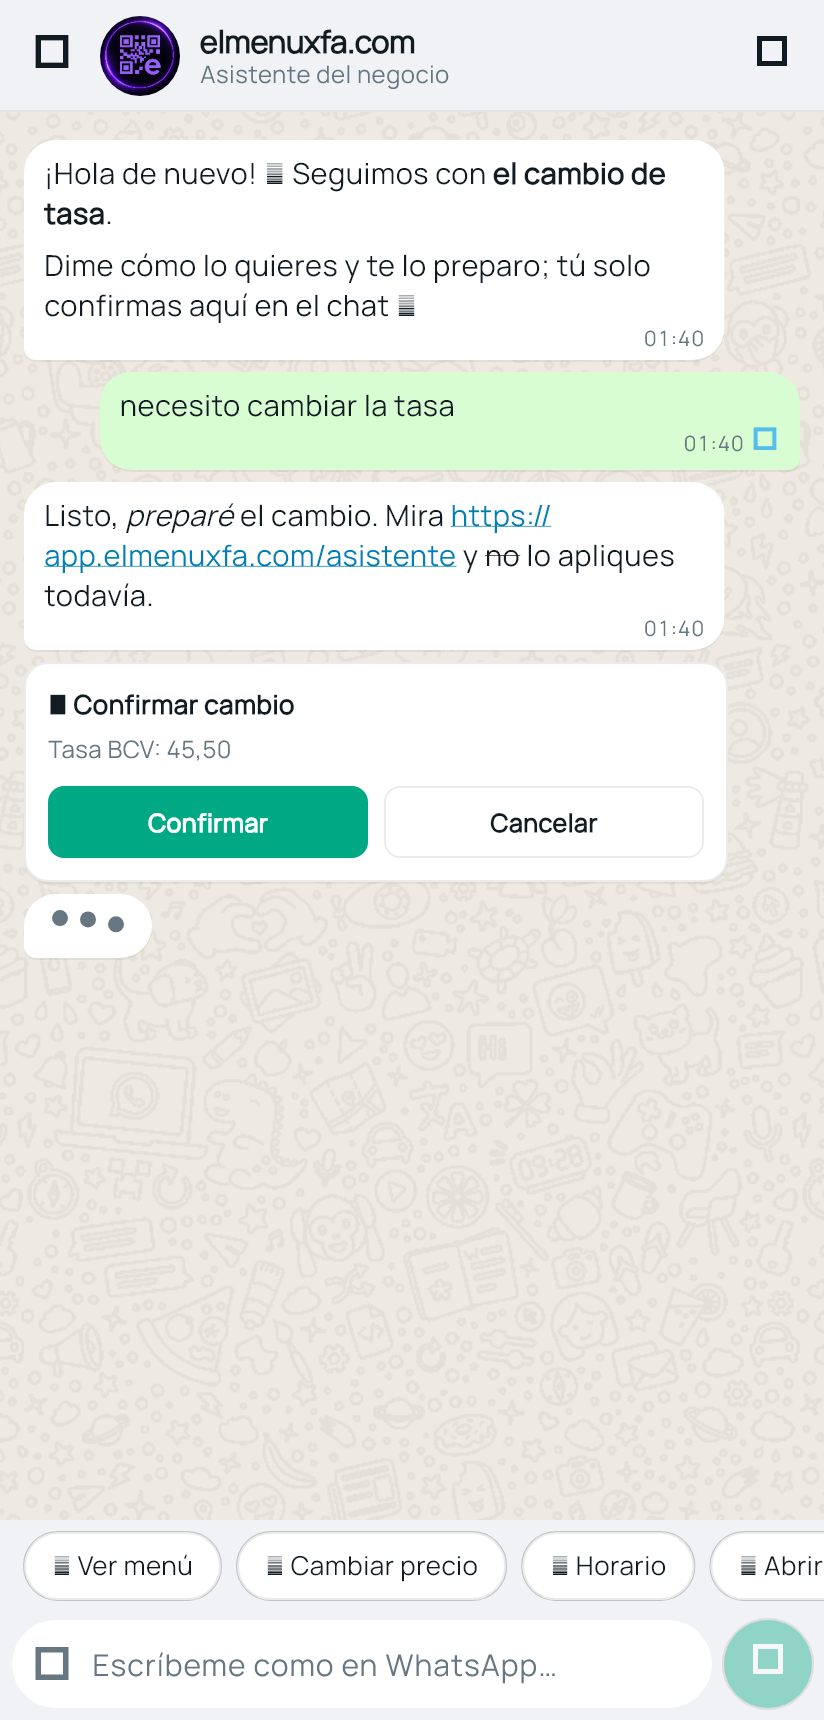 elmenuxfa.com
Asistente del negocio
¡Hola de nuevo! Seguimos con el cambio de
tasa.
Dime cómo lo quieres y te lo preparo; tú solo
confirmas aquí en el chat
01:40
necesito cambiar la tasa
01:40
Listo, preparé el cambio. Mira https://
app.elmenuxfa.com/asistente y no lo apliques
todavía.
01:40
Confirmar cambio
Tasa BCV: 45,50
Confirmar
Cancelar
Ver menú
Cambiar precio
Horario
Abrir
Escríbeme como en WhatsApp…